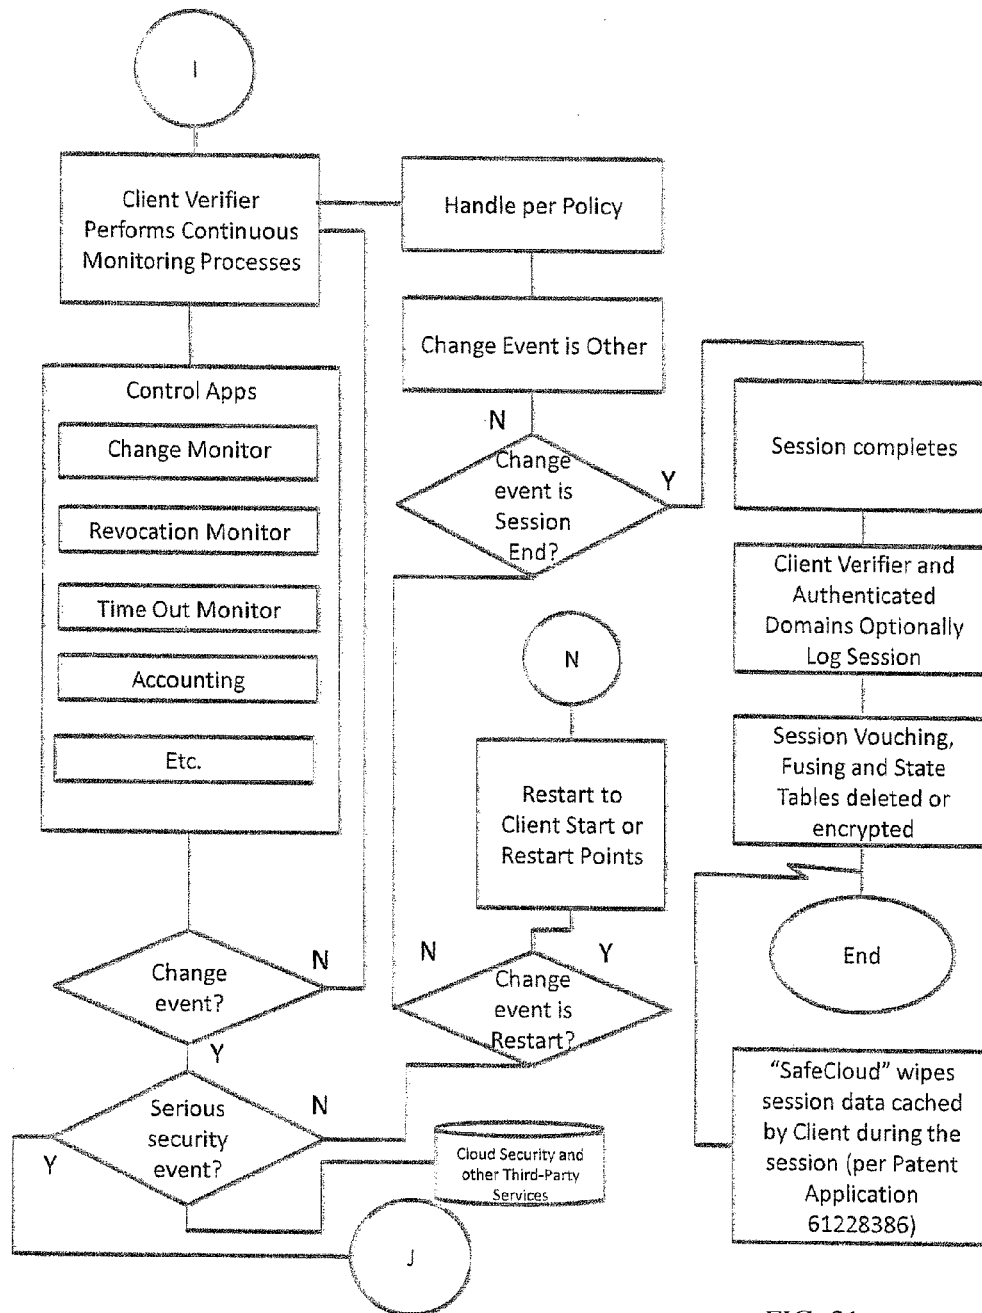 I
Client Verifier
Performs Continuous
Monitoring Processes
Handle per Policy
Change Event is Other
Control Apps
Change Monitor
Revocation Monitor
Time Out Monitor
Accounting
Etc.
N
Change
event is
Session
End?
Y
Session completes
Client Verifier and
Authenticated
Domains Optionally
Log Session
Session Vouching,
Fusing and State
Tables deleted or
encrypted
End
N
Restart to
Client Start or
Restart Points
N
Y
Change
event is
Restart?
Change
event?
N
Y
Serious
security
event?
N
Y
Cloud Security and
other Third-Party
Services
J
"SafeCloud" wipes
session data cached
by Client during the
session (per Patent
Application
61228386)